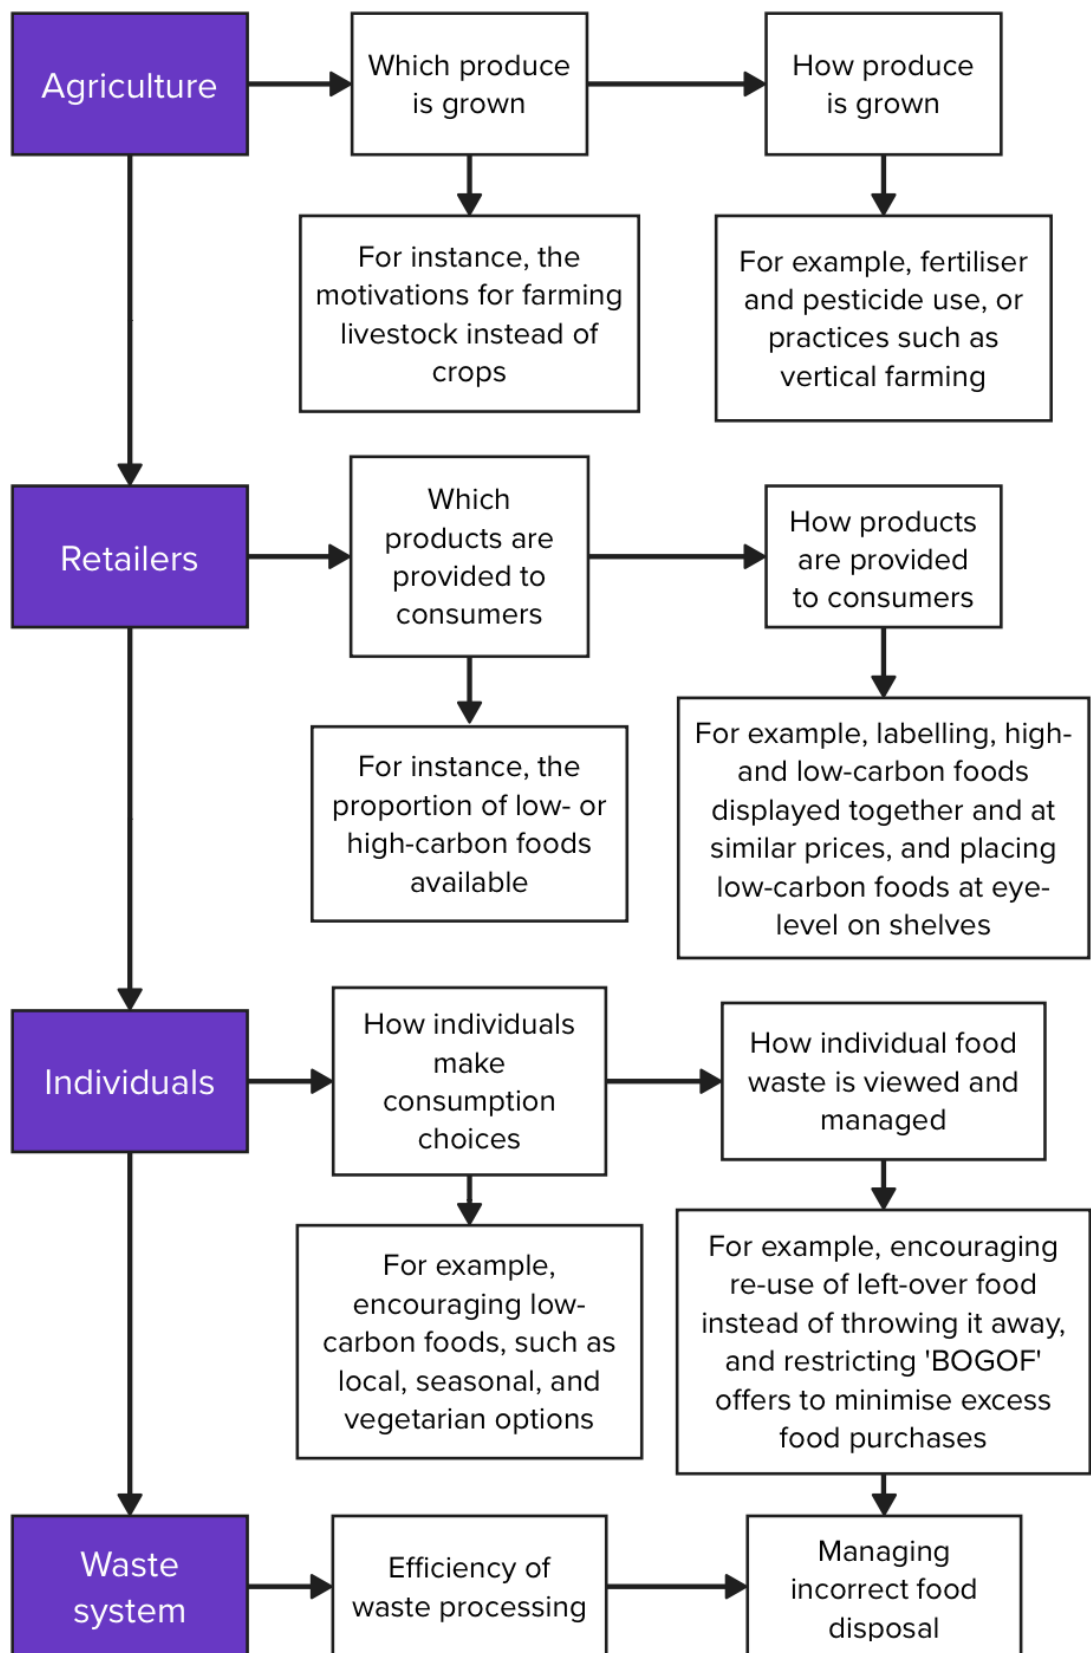 Agriculture
Which produce
is grown
How produce
is grown
For instance, the
motivations for farming
livestock instead of
crops
For example, fertiliser
and pesticide use, or
practices such as
vertical farming
Retailers
Which
products are
provided to
consumers
How products
are provided
to consumers
For instance, the
proportion of low- or
high-carbon foods
available
For example, labelling, high-
and low-carbon foods
displayed together and at
similar prices, and placing
low-carbon foods at eye-
level on shelves
Individuals
How individuals
make
consumption
choices
How individual food
waste is viewed and
managed
For example,
encouraging low-
carbon foods, such as
local, seasonal, and
vegetarian options
For example, encouraging
re-use of left-over food
instead of throwing it away,
and restricting 'BOGOF'
offers to minimise excess
food purchases
Waste
system
Efficiency of
waste processing
Managing
incorrect food
disposal